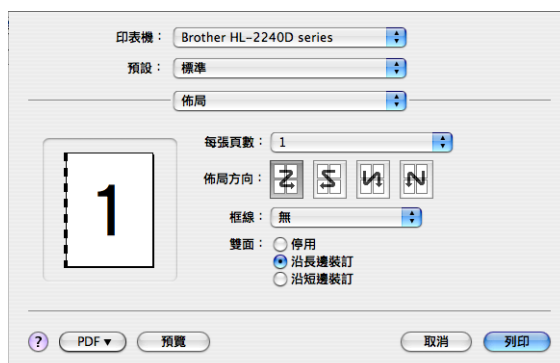 印表機： Brother HL-2240D series
預設： 標準
佈局
每張頁數： 1
佈局方向：
框線： 無
雙面： 停用
沿長邊裝訂
沿短邊裝訂
1
? PDF▼ 預覽 取消 列印